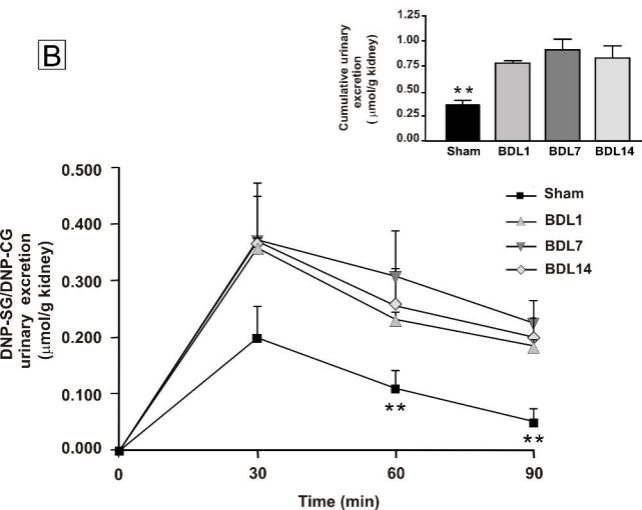 B
Cumulative urinary
excretion
( μmol/g kidney)
1.25
1.00
0.75
0.50
0.25
0.00
**
Sham BDL1 BDL7 BDL14
DNP-SG/DNP-CG
urinary excretion
(μmol/g kidney)
0.500
0.400
0.300
0.200
0.100
0.000
Sham
BDL1
BDL7
BDL14
**
**
0 30 60 90
Time (min)